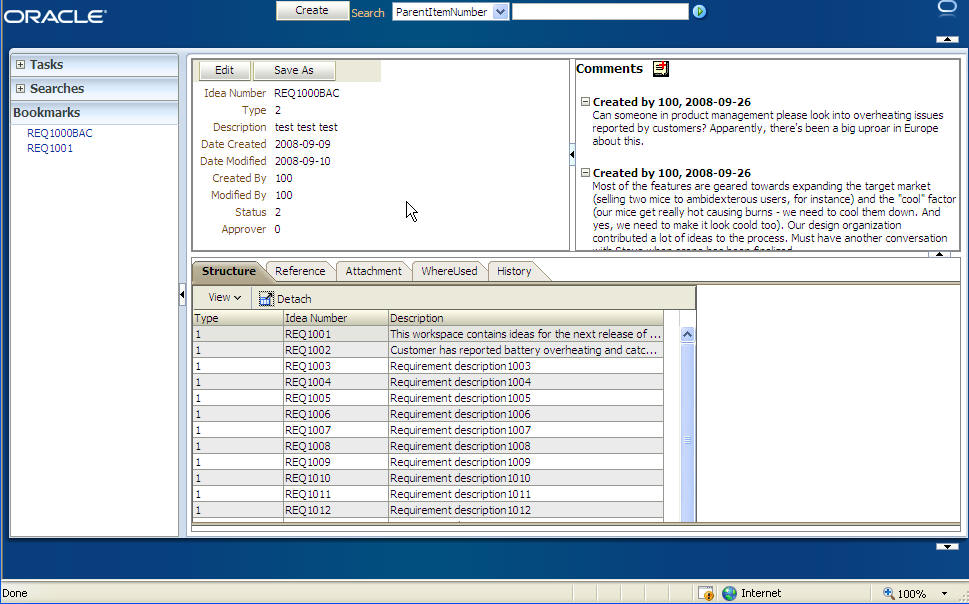 ORACLE
Create Search ParentItemNumber
Tasks
Searches
Bookmarks
REQ1000BAC
REQ1001
Edit Save As
Idea Number REQ1000BAC
Type 2
Description test test test
Date Created 2008-09-09
Date Modified 2008-09-10
Created By 100
Modified By 100
Status 2
Approver 0
Comments
Created by 100, 2008-09-26
Can someone in product management please look into overheating issues
reported by customers? Apparently, there's been a big uproar in Europe
about this.
Created by 100, 2008-09-26
Most of the features are geared towards expanding the target market
(selling two mice to ambidexterous users, for instance) and the "cool" factor
(our mice get really hot causing burns - we need to cool them down. And
yes, we need to make it look coold too). Our design organization
contributed a lot of ideas to the process. Must have another conversation
Structure Reference Attachment WhereUsed History
View Detach
Type Idea Number Description
1 REQ1001 This workspace contains ideas for the next release of ...
1 REQ1002 Customer has reported battery overheating and catc...
1 REQ1003 Requirement description1003
1 REQ1004 Requirement description1004
1 REQ1005 Requirement description1005
1 REQ1006 Requirement description1006
1 REQ1007 Requirement description1007
1 REQ1008 Requirement description1008
1 REQ1009 Requirement description1009
1 REQ1010 Requirement description1010
1 REQ1011 Requirement description1011
1 REQ1012 Requirement description1012
Done Internet 100%